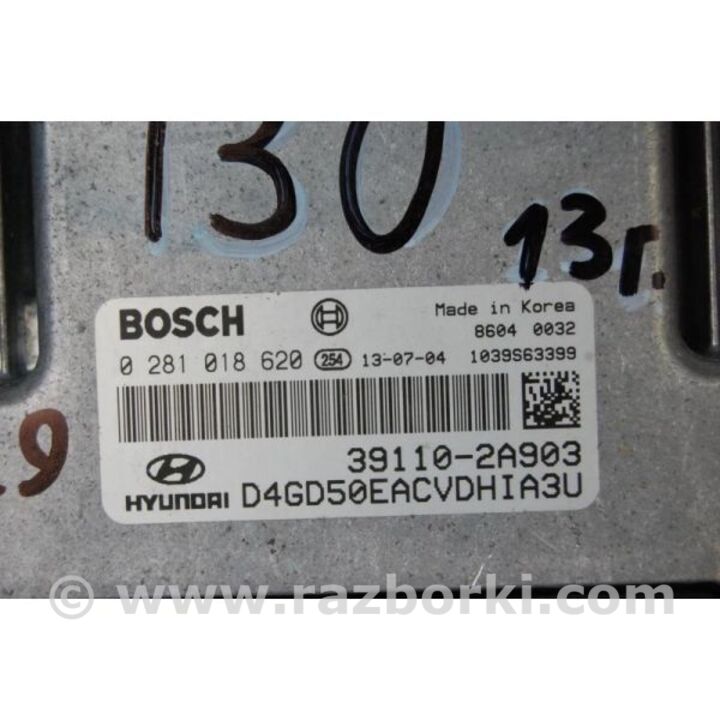 I30
13г.
19
BOSCH
Made in Korea
8604 0032
0 281 018 620 254 13-07-04 1039S63399
39110-2A903
HYUNDAI D4GD50EACVDHIA3U
© www.razborki.com